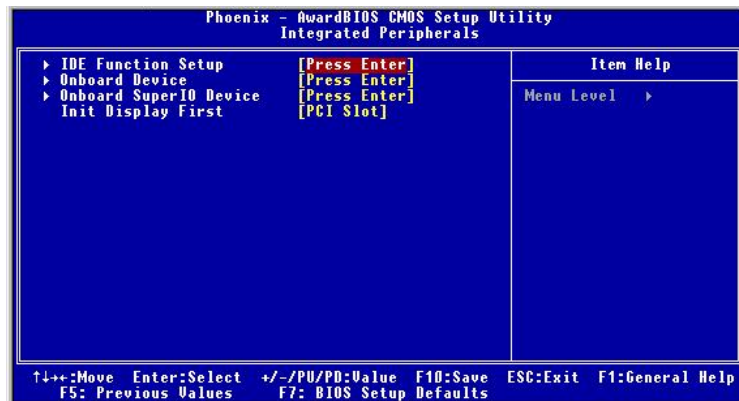 Phoenix - AwardBIOS CMOS Setup Utility
Integrated Peripherals
▸ IDE Function Setup [Press Enter]
▸ Onboard Device [Press Enter]
▸ Onboard SuperIO Device [Press Enter]
Init Display First [PCI Slot]
Item Help
Menu Level ▸
↑↓→←:Move Enter:Select +/-/PU/PD:Value F10:Save ESC:Exit F1:General Help
F5: Previous Values F7: BIOS Setup Defaults